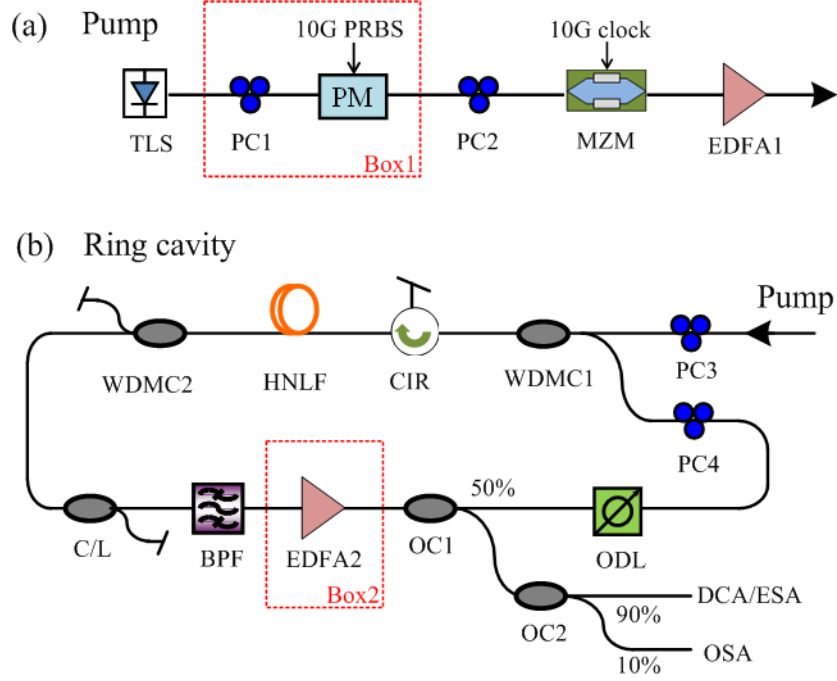 (a) Pump
10G PRBS
10G clock
PM
TLS
PC1
PC2
MZM
EDFA1
Box1
(b) Ring cavity
Pump
WDMC2
HNLF
CIR
WDMC1
PC3
PC4
50%
C/L
BPF
EDFA2
OC1
ODL
Box2
OC2
90%
DCA/ESA
10%
OSA